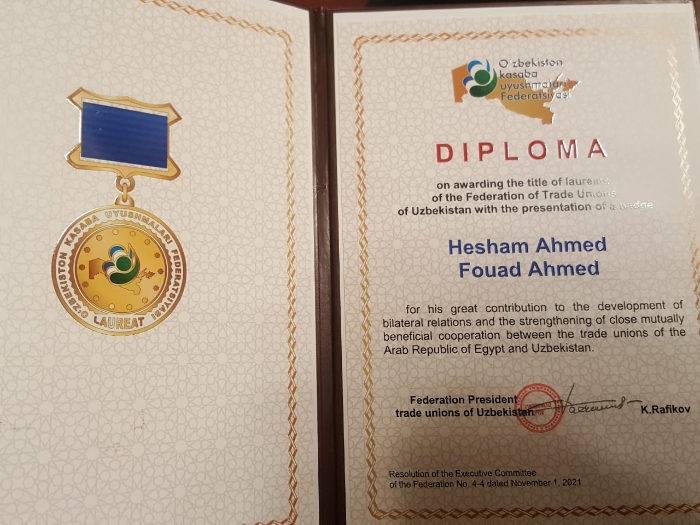 O'ZBEKISTON KASABA UYUSHMALARI FEDERATSIYASI
LAUREAT
O'zbekiston
kasaba
uyushmalari
Federatsiyasi
DIPLOMA
on awarding the title of laureate
of the Federation of Trade Unions
of Uzbekistan with the presentation of a badge
Hesham Ahmed
Fouad Ahmed
for his great contribution to the development of
bilateral relations and the strengthening of close mutually
beneficial cooperation between the trade unions of the
Arab Republic of Egypt and Uzbekistan.
Federation President
trade unions of Uzbekistan
K.Rafikov
Resolution of the Executive Committee
of the Federation No. 4-4 dated November 1, 2021